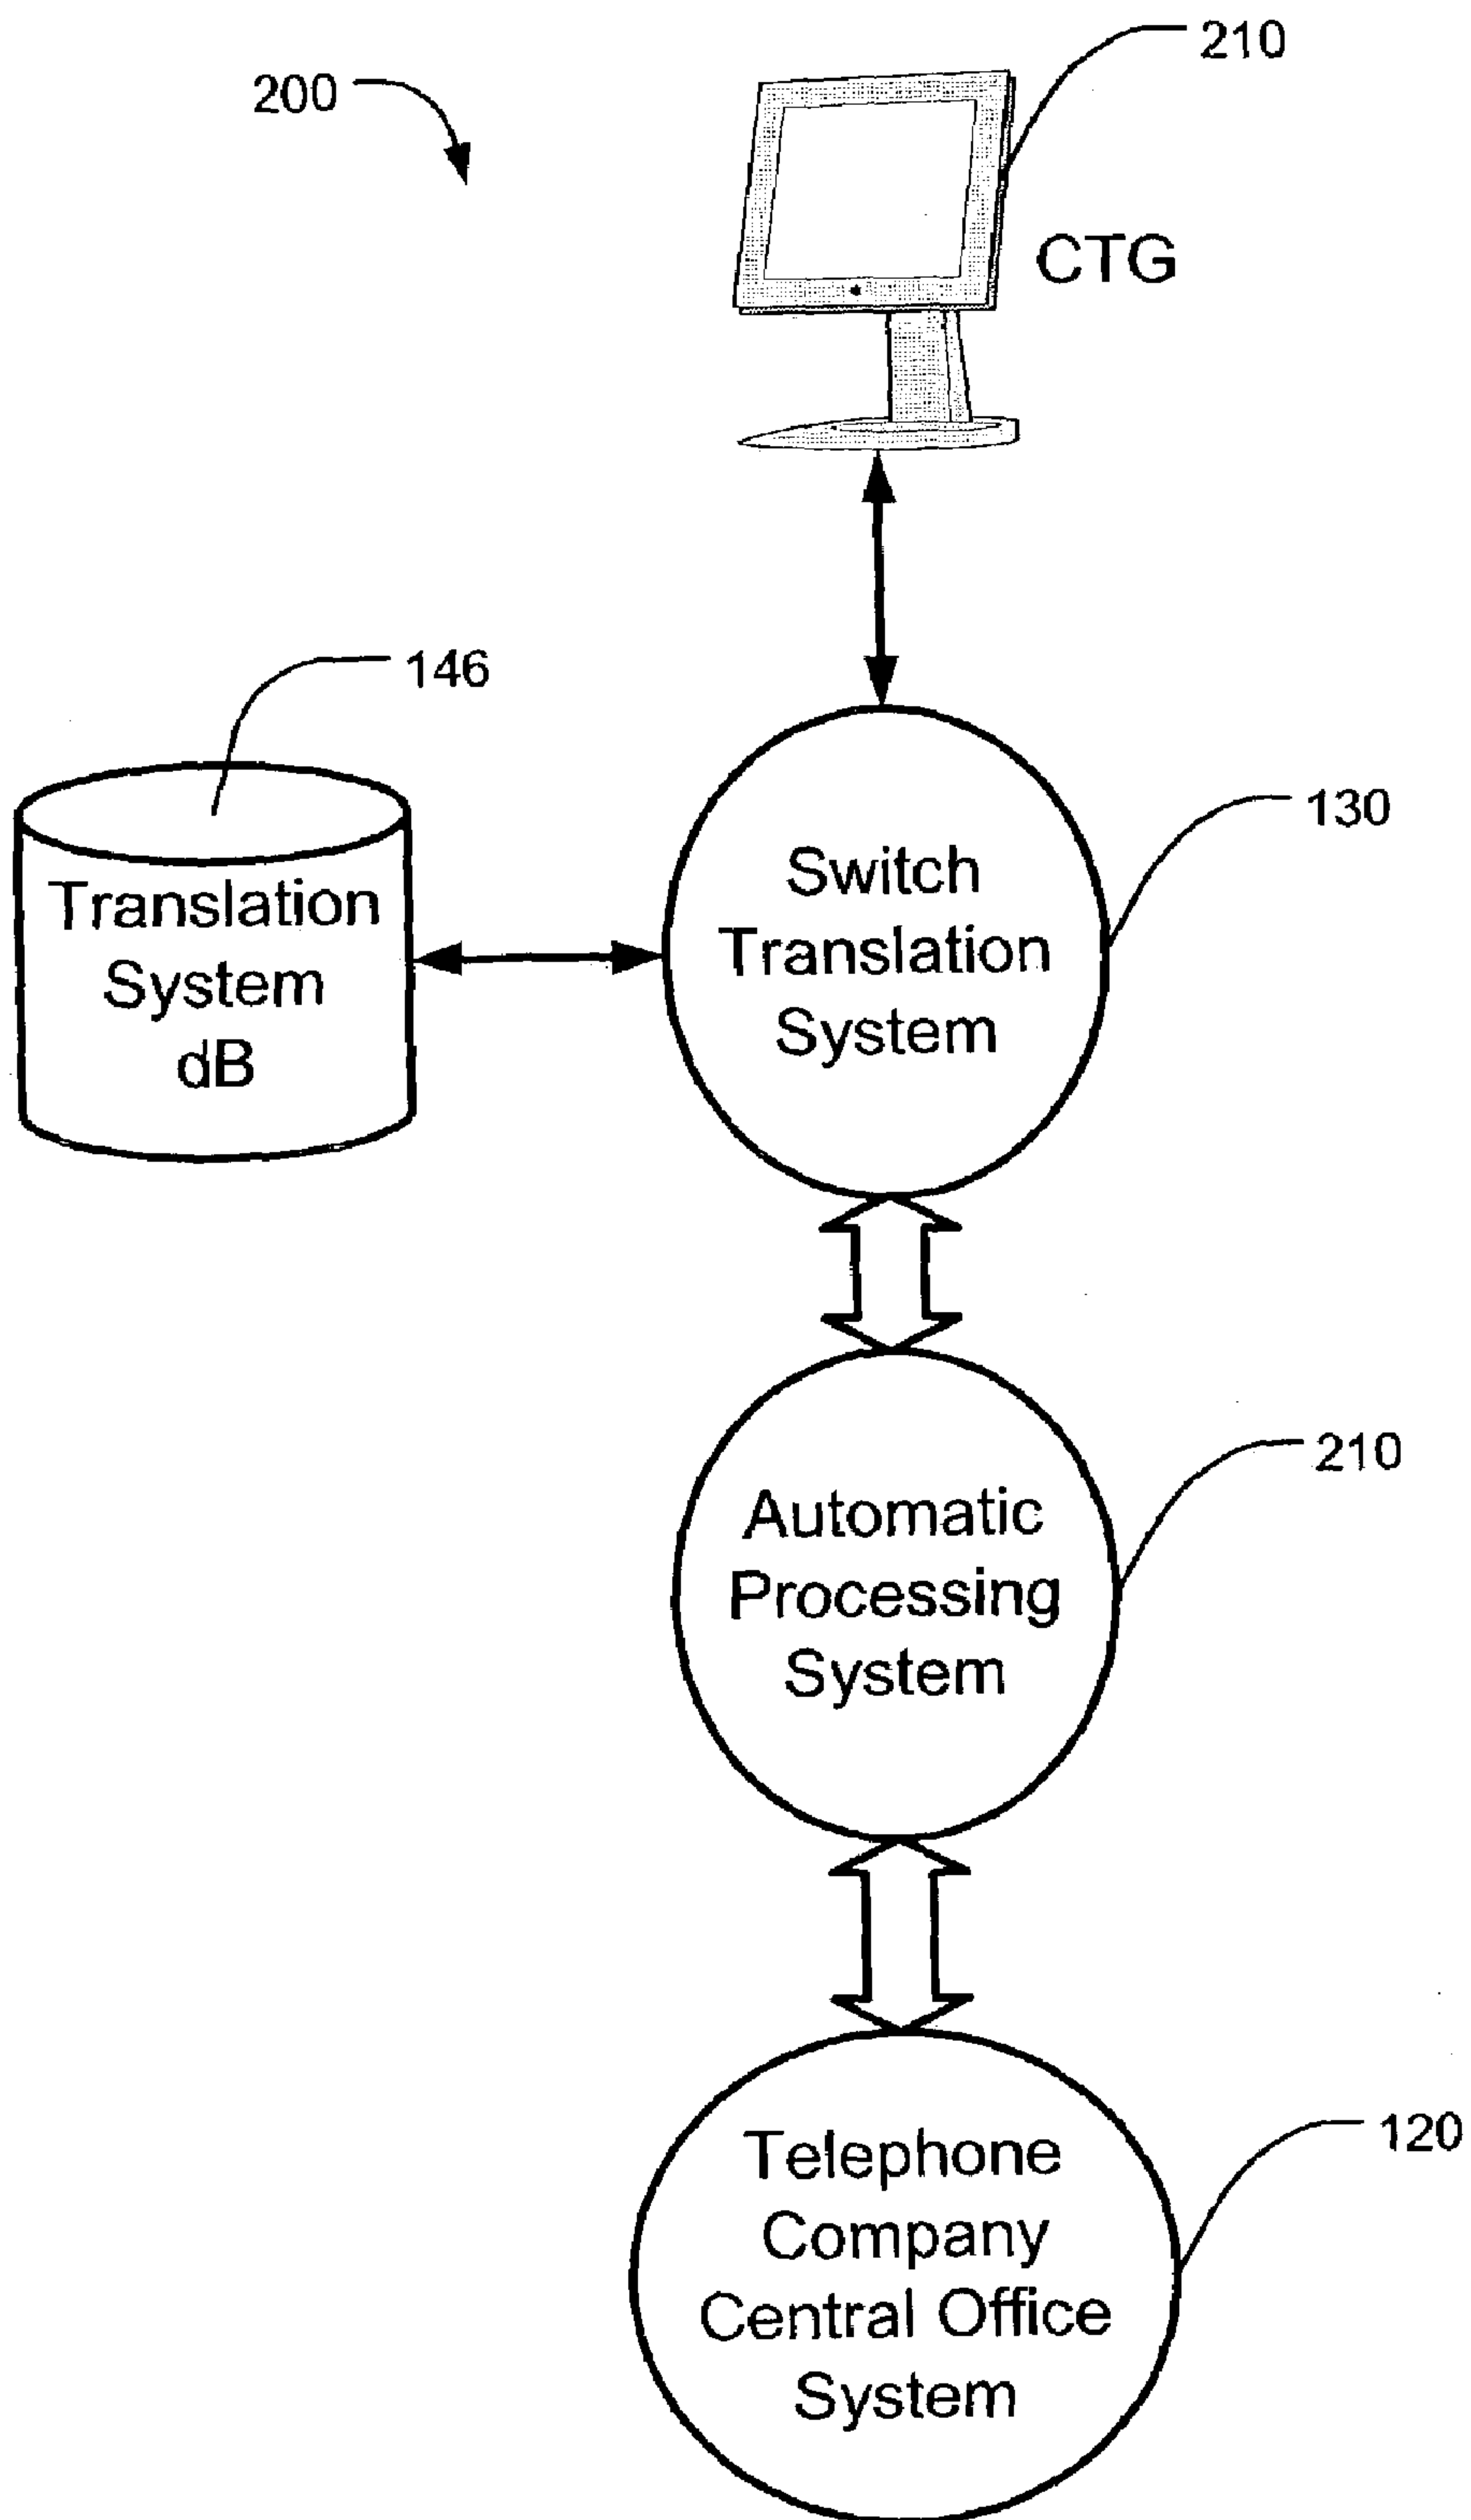 210
200
CTG
146
130
Switch
Translation
System
Translation
System
dB
210
Automatic
Processing
System
120
Telephone
Company
Central Office
System